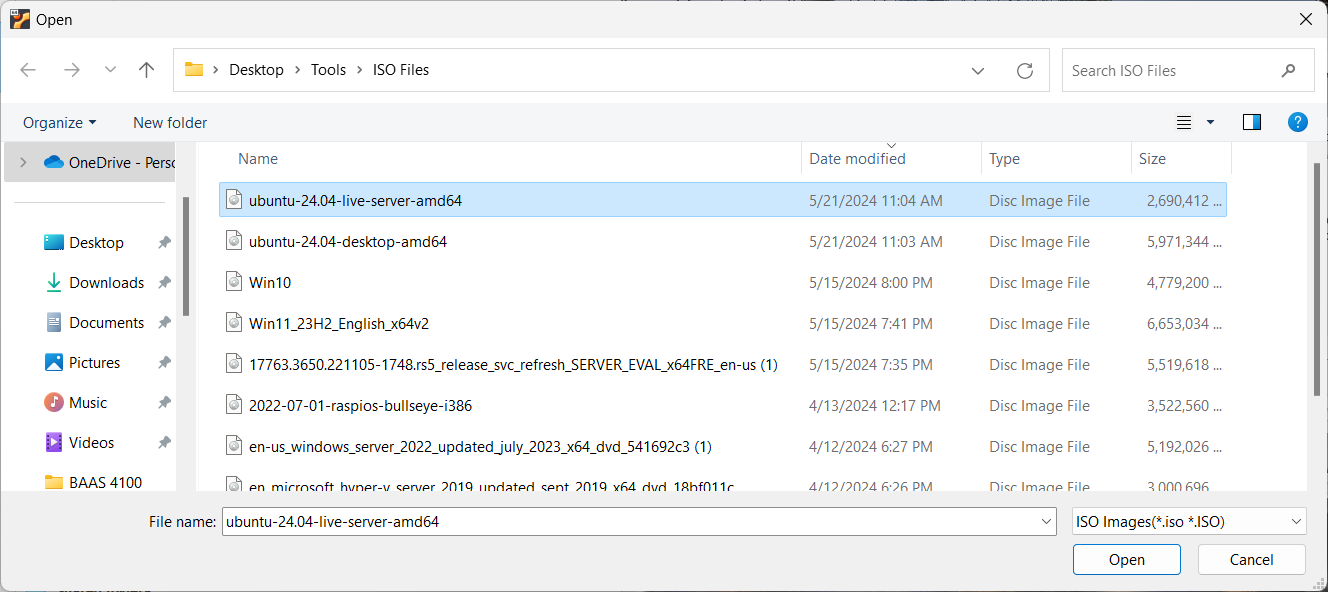 Open
Desktop > Tools > ISO Files
Search ISO Files
Organize
New folder
?
OneDrive - Perso
Desktop
Downloads
Documents
Pictures
Music
Videos
BAAS 4100
Name Date modified Type Size
ubuntu-24.04-live-server-amd64 5/21/2024 11:04 AM Disc Image File 2,690,412 ...
ubuntu-24.04-desktop-amd64 5/21/2024 11:03 AM Disc Image File 5,971,344 ...
Win10 5/15/2024 8:00 PM Disc Image File 4,779,200 ...
Win11_23H2_English_x64v2 5/15/2024 7:41 PM Disc Image File 6,653,034 ...
17763.3650.221105-1748.rs5_release_svc_refresh_SERVER_EVAL_x64FRE_en-us (1) 5/15/2024 7:35 PM Disc Image File 5,519,618 ...
2022-07-01-raspios-bullseye-i386 4/13/2024 12:17 PM Disc Image File 3,522,560 ...
en-us_windows_server_2022_updated_july_2023_x64_dvd_541692c3 (1) 4/12/2024 6:27 PM Disc Image File 5,192,026 ...
en_microsoft_hyper-v_server_2019_updated_sept_2019_x64_dvd_18bf011c 4/12/2024 6:26 PM Disc Image File 3,000,696 ...
File name: ubuntu-24.04-live-server-amd64
ISO Images(*.iso *.ISO)
Open
Cancel